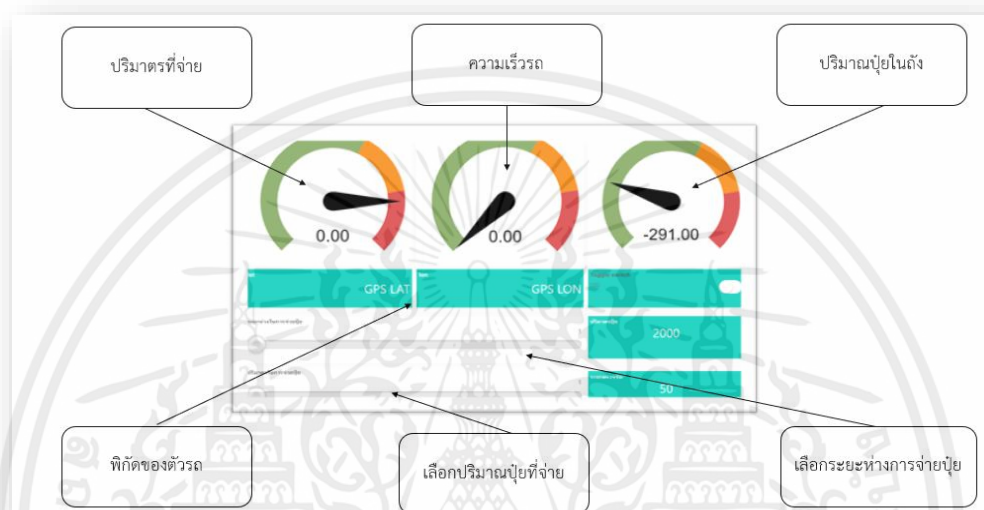 ปริมาตรที่จ่าย
ความเร็วรถ
ปริมาณปุ๋ยในถัง
0.00
0.00
-291.00
GPS LAT
GPS LON
2000
50
พิกัดของตัวรถ
เลือกปริมาณปุ๋ยที่จ่าย
เลือกระยะห่างการจ่ายปุ๋ย